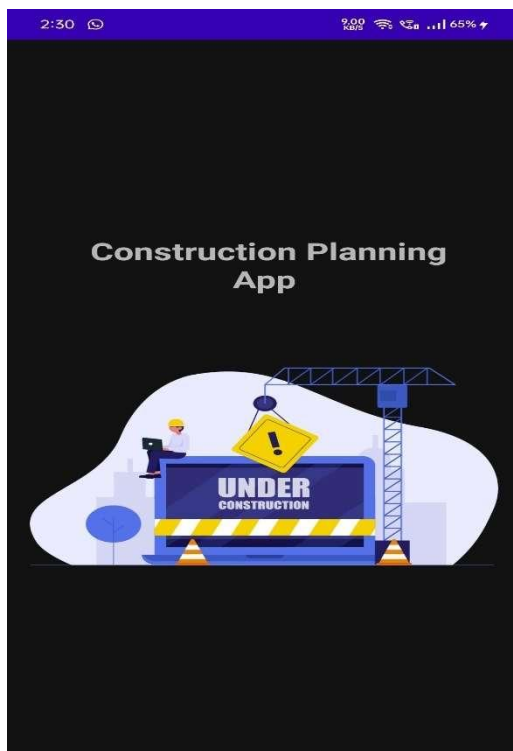 2:30 9.00 KB/S 65%
Construction Planning
App
!
UNDER
CONSTRUCTION